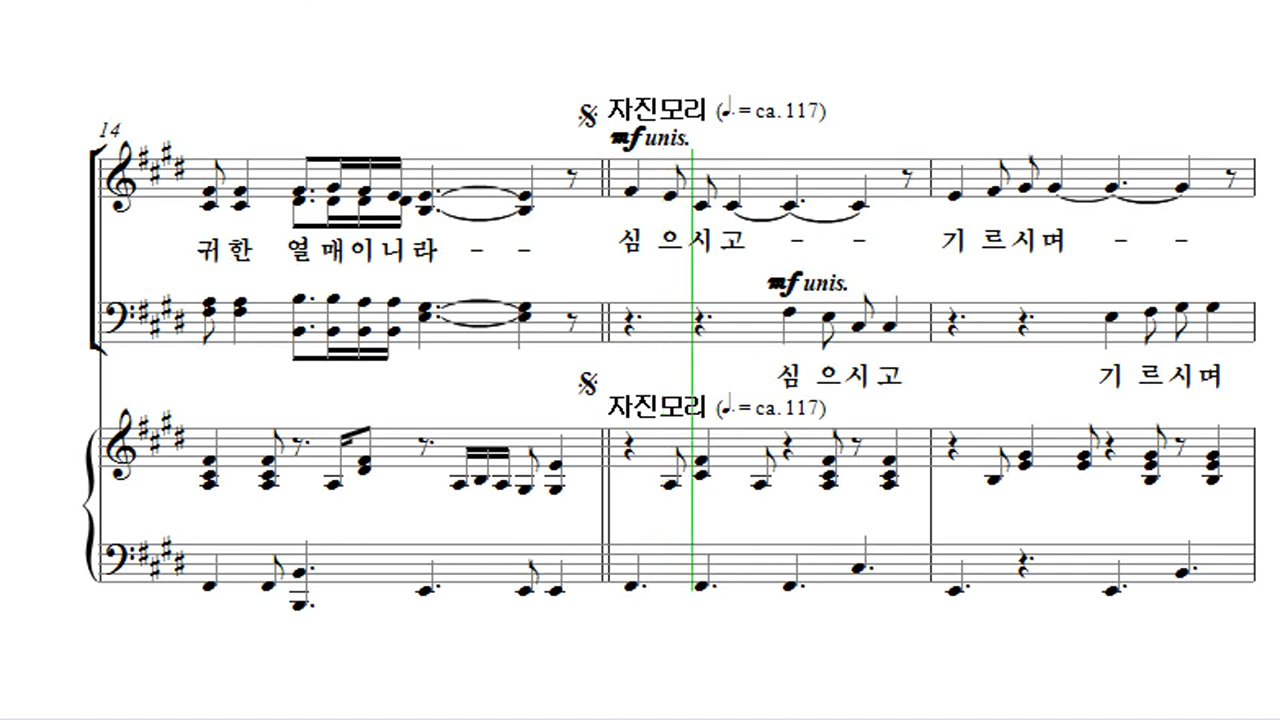 자진모리 (♩. = ca. 117)
14
mf unis.
귀 한 열 매 이 니 라 - -
심 으 시 고 - -
기 르 시 며 - -
mf unis.
심 으 시 고
기 르 시 며
자진모리 (♩. = ca. 117)